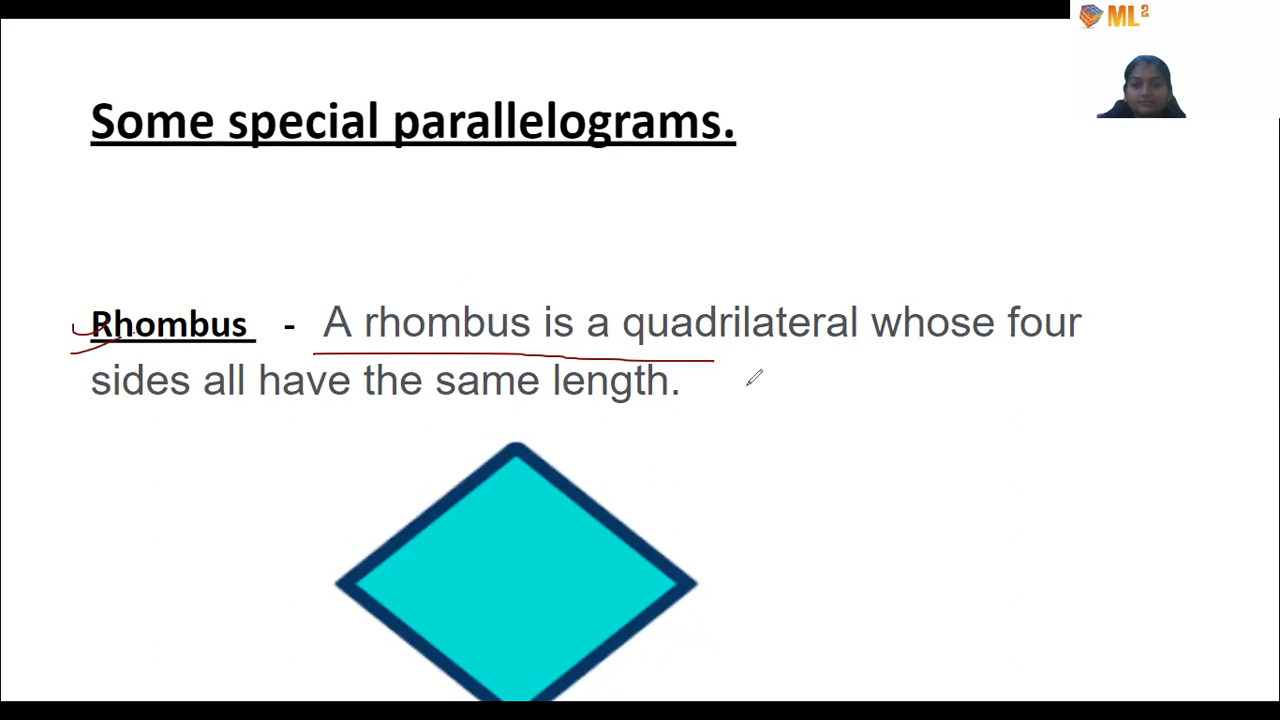 ML²
Some special parallelograms.
Rhombus - A rhombus is a quadrilateral whose four
sides all have the same length.